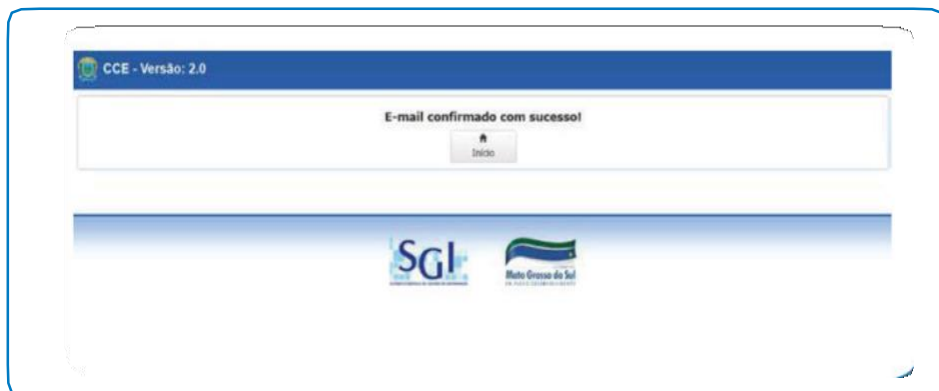 CCE - Versão: 2.0
E-mail confirmado com sucesso!
Início
SGI
Mato Grosso do Sul